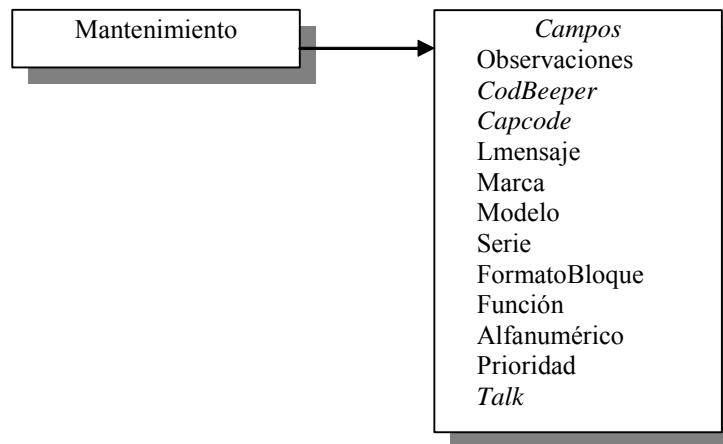 Mantenimiento
Campos
Observaciones
CodBeeper
Capcode
Lmensaje
Marca
Modelo
Serie
FormatoBloque
Función
Alfanumérico
Prioridad
Talk